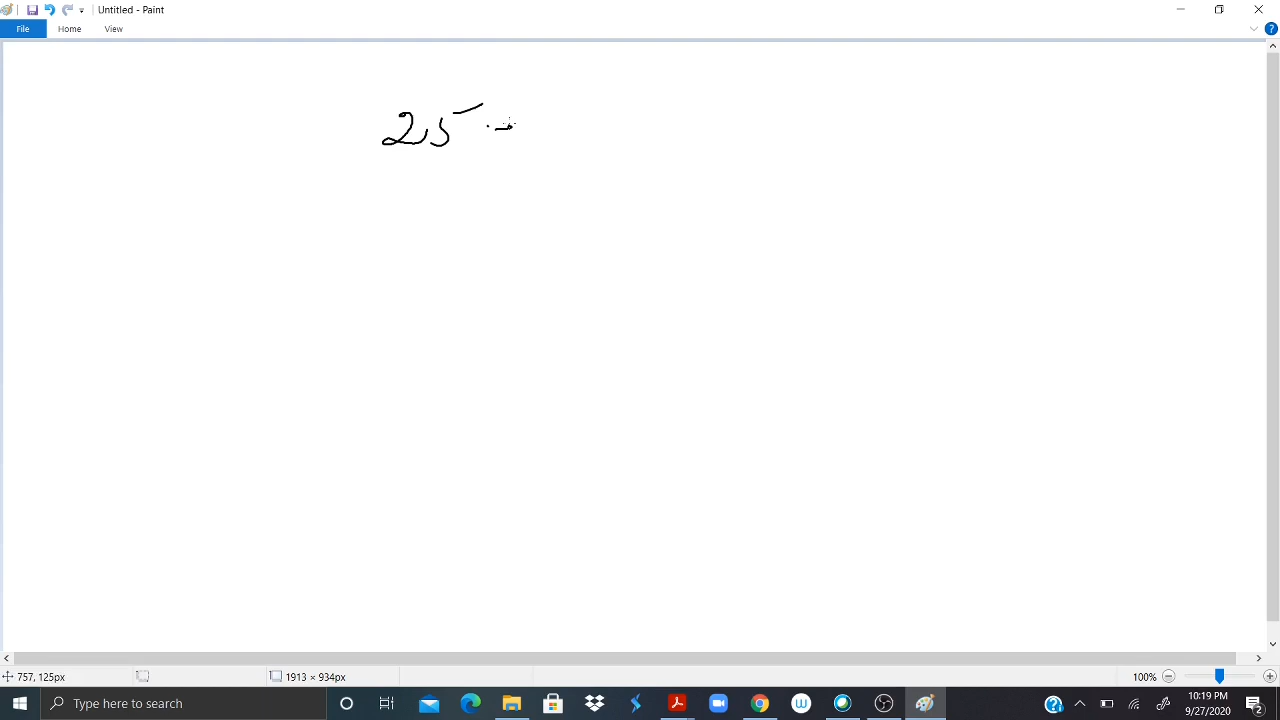 Untitled - Paint
File Home View
25
757, 125px 1913 × 934px 100%
Type here to search
10:19 PM
9/27/2020
2